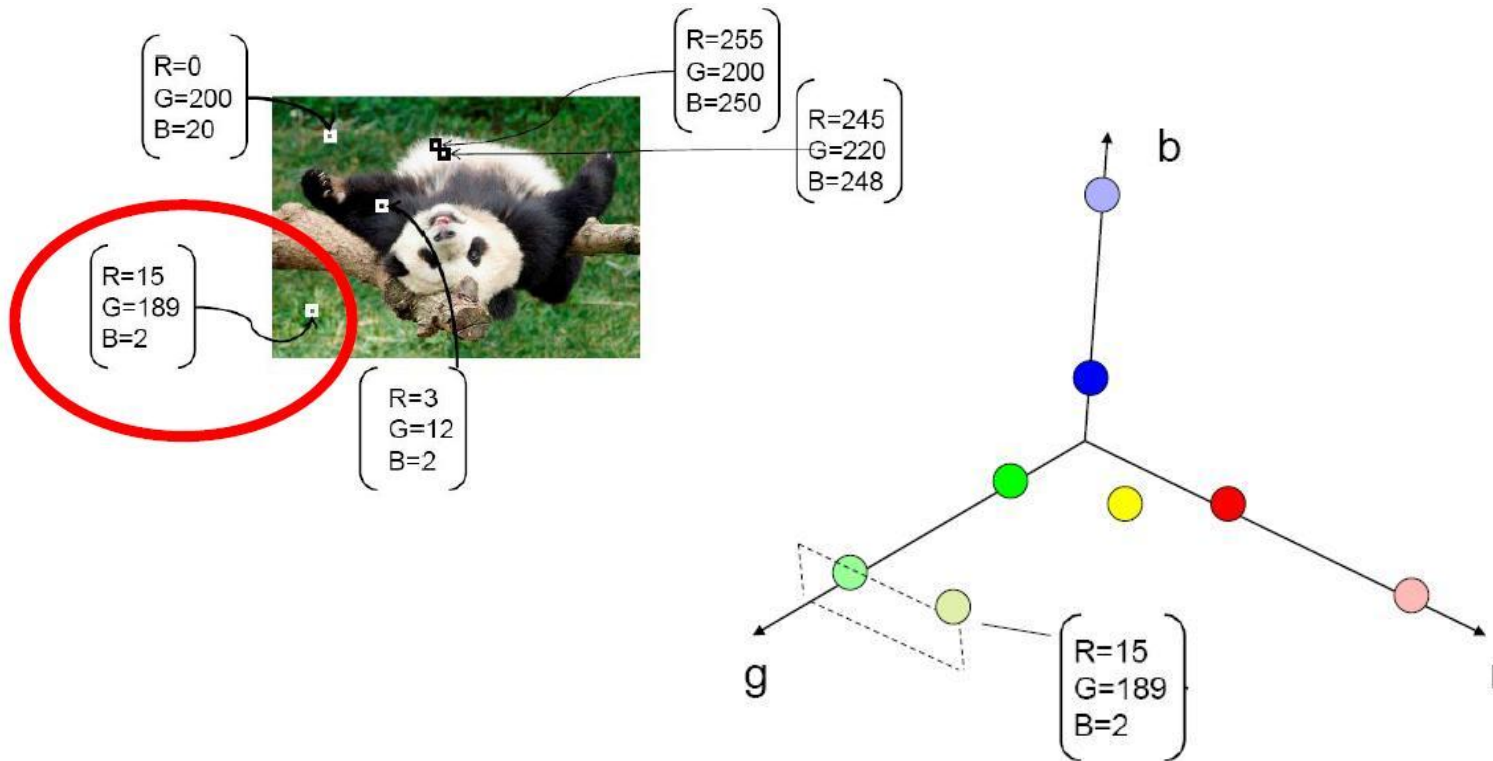 R=0
G=200
B=20
R=255
G=200
B=250
R=245
G=220
B=248
R=15
G=189
B=2
R=3
G=12
B=2
b
g
R=15
G=189
B=2